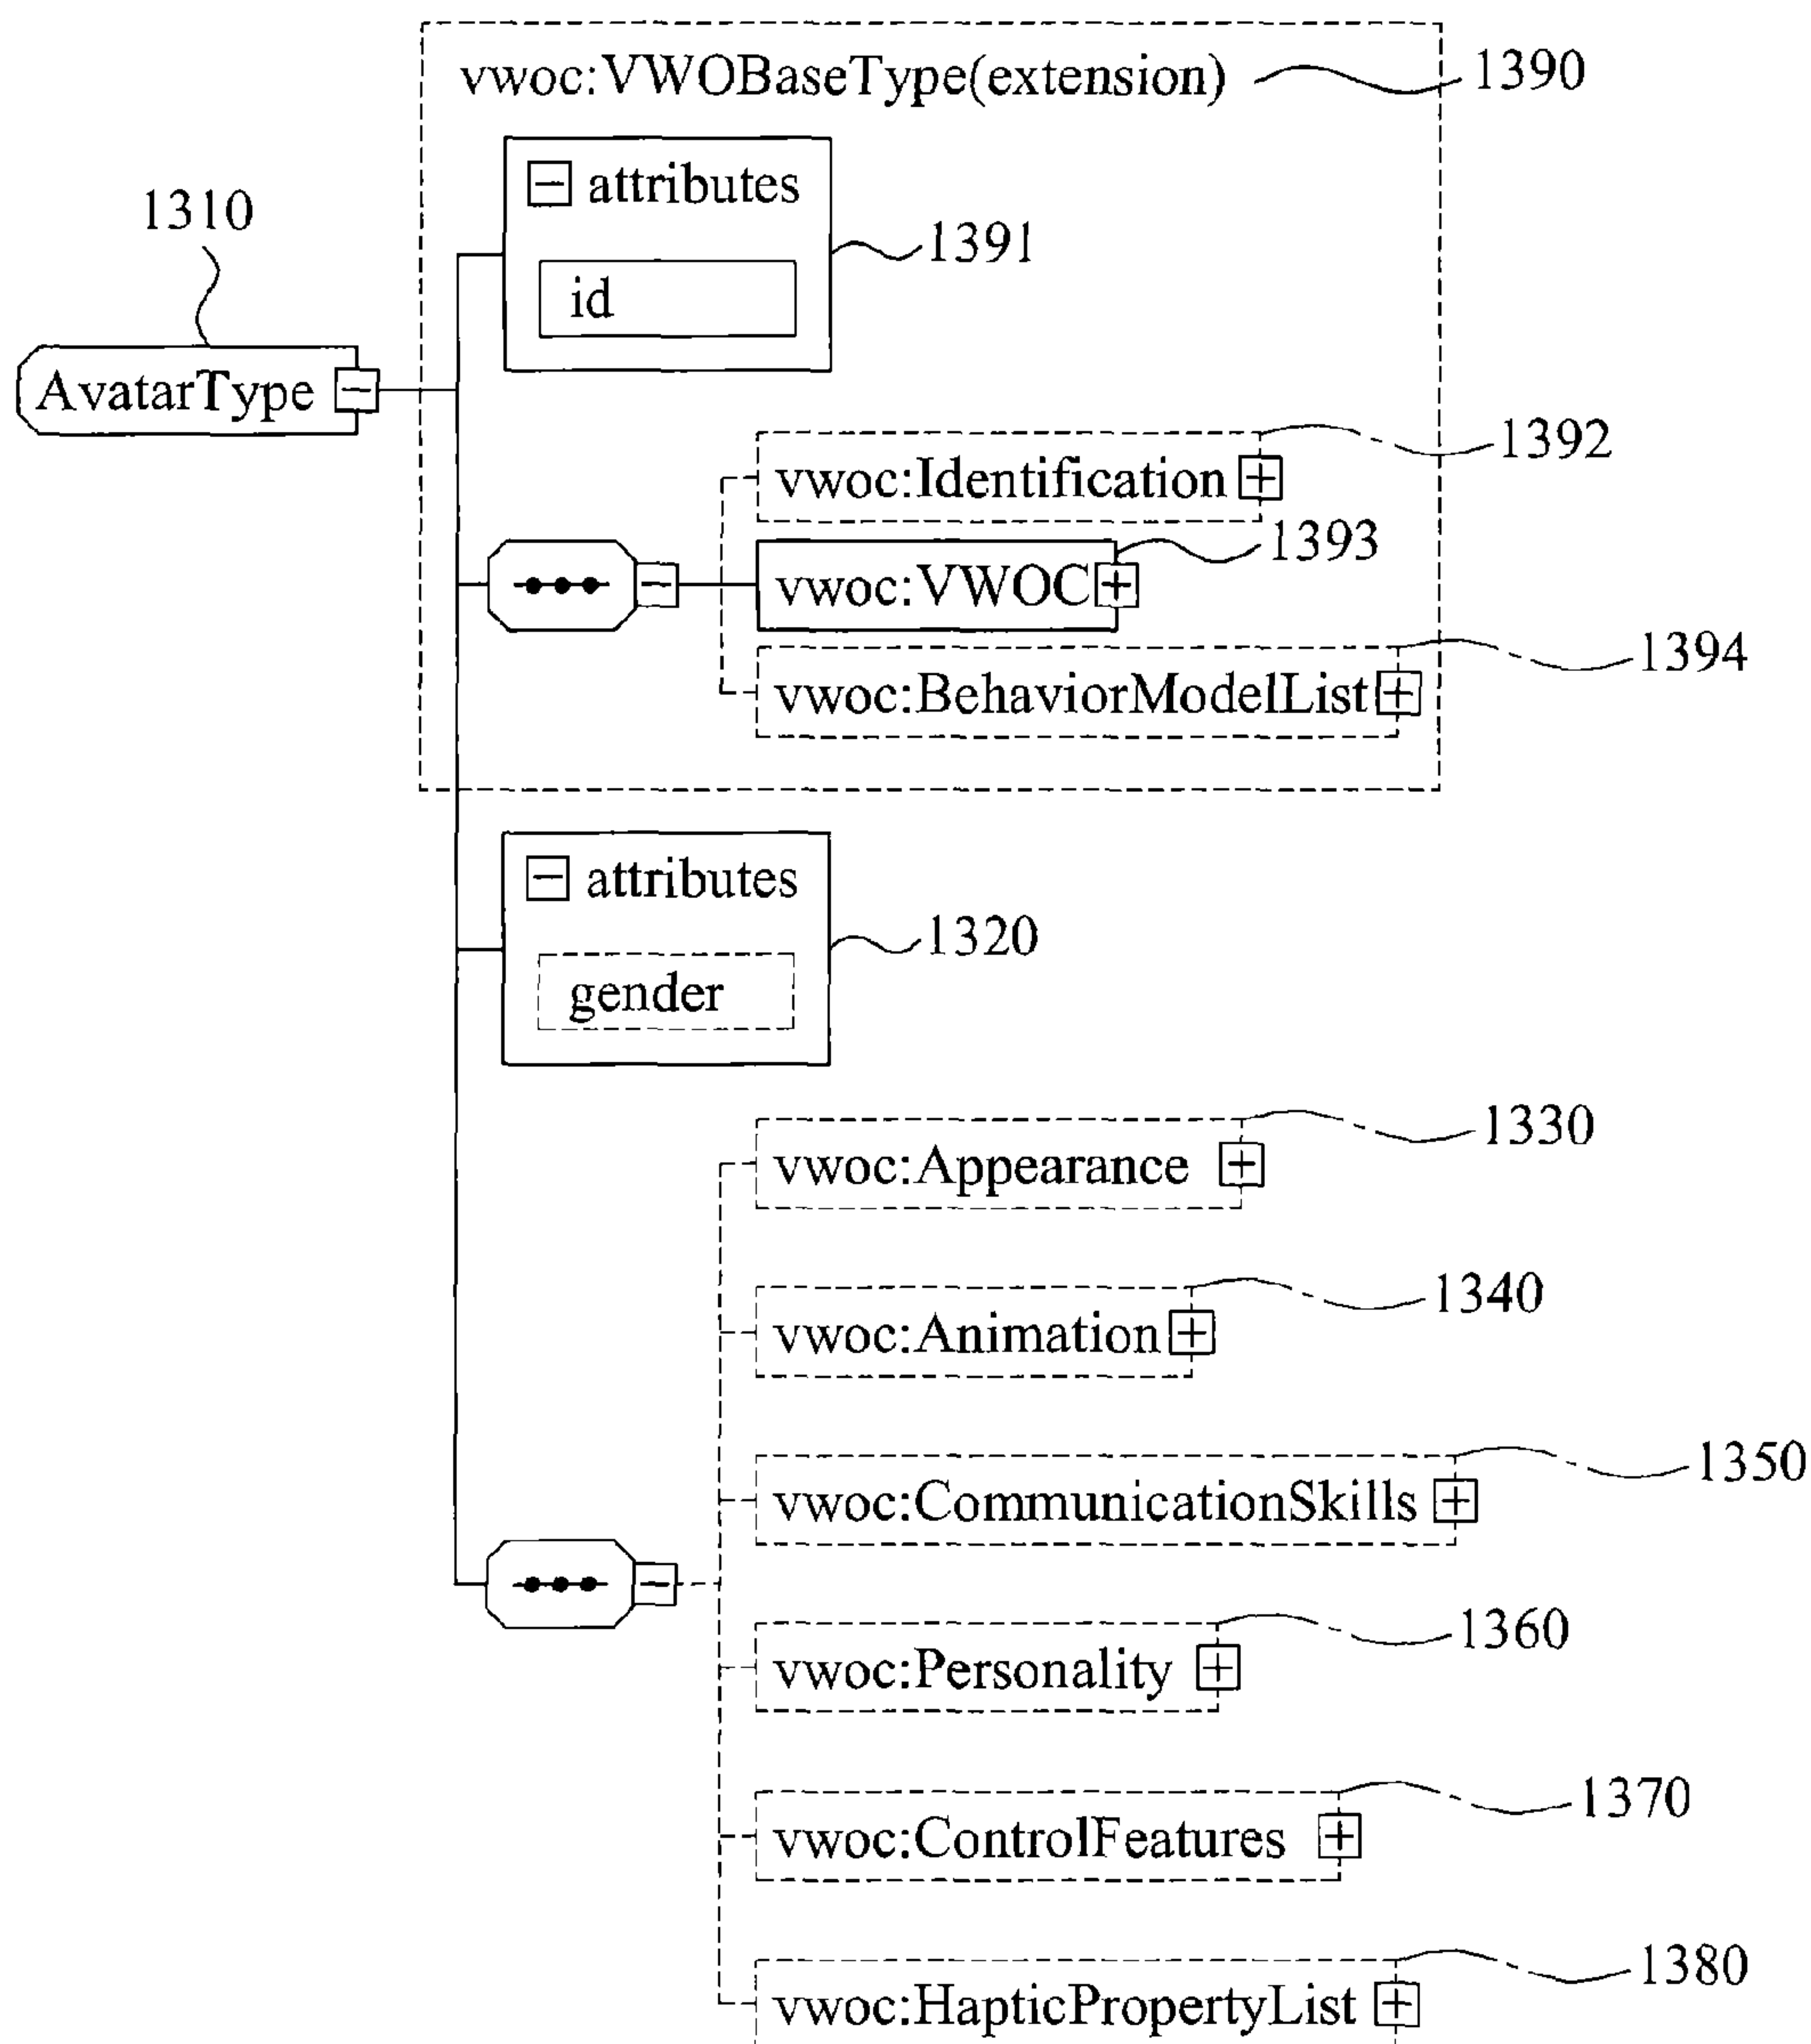 vwoc:VWOBaseType(extension)
1390
attributes
1310
1391
id
AvatarType
1392
vwoc:Identification
1393
vwoc:VWOC
1394
vwoc:BehaviorModelList
attributes
1320
gender
1330
vwoc:Appearance
1340
vwoc:Animation
1350
vwoc:CommunicationSkills
1360
vwoc:Personality
1370
vwoc:ControlFeatures
1380
vwoc:HapticPropertyList